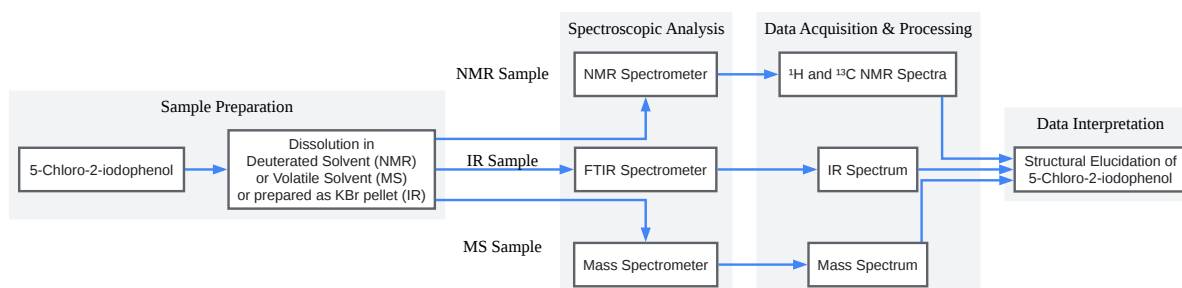 Spectroscopic Analysis
Data Acquisition & Processing
NMR Sample
NMR Spectrometer
¹H and ¹³C NMR Spectra
Sample Preparation
Data Interpretation
5-Chloro-2-iodophenol
Dissolution in
Deuterated Solvent (NMR)
or Volatile Solvent (MS)
or prepared as KBr pellet (IR)
IR Sample
FTIR Spectrometer
IR Spectrum
Structural Elucidation of
5-Chloro-2-iodophenol
MS Sample
Mass Spectrometer
Mass Spectrum